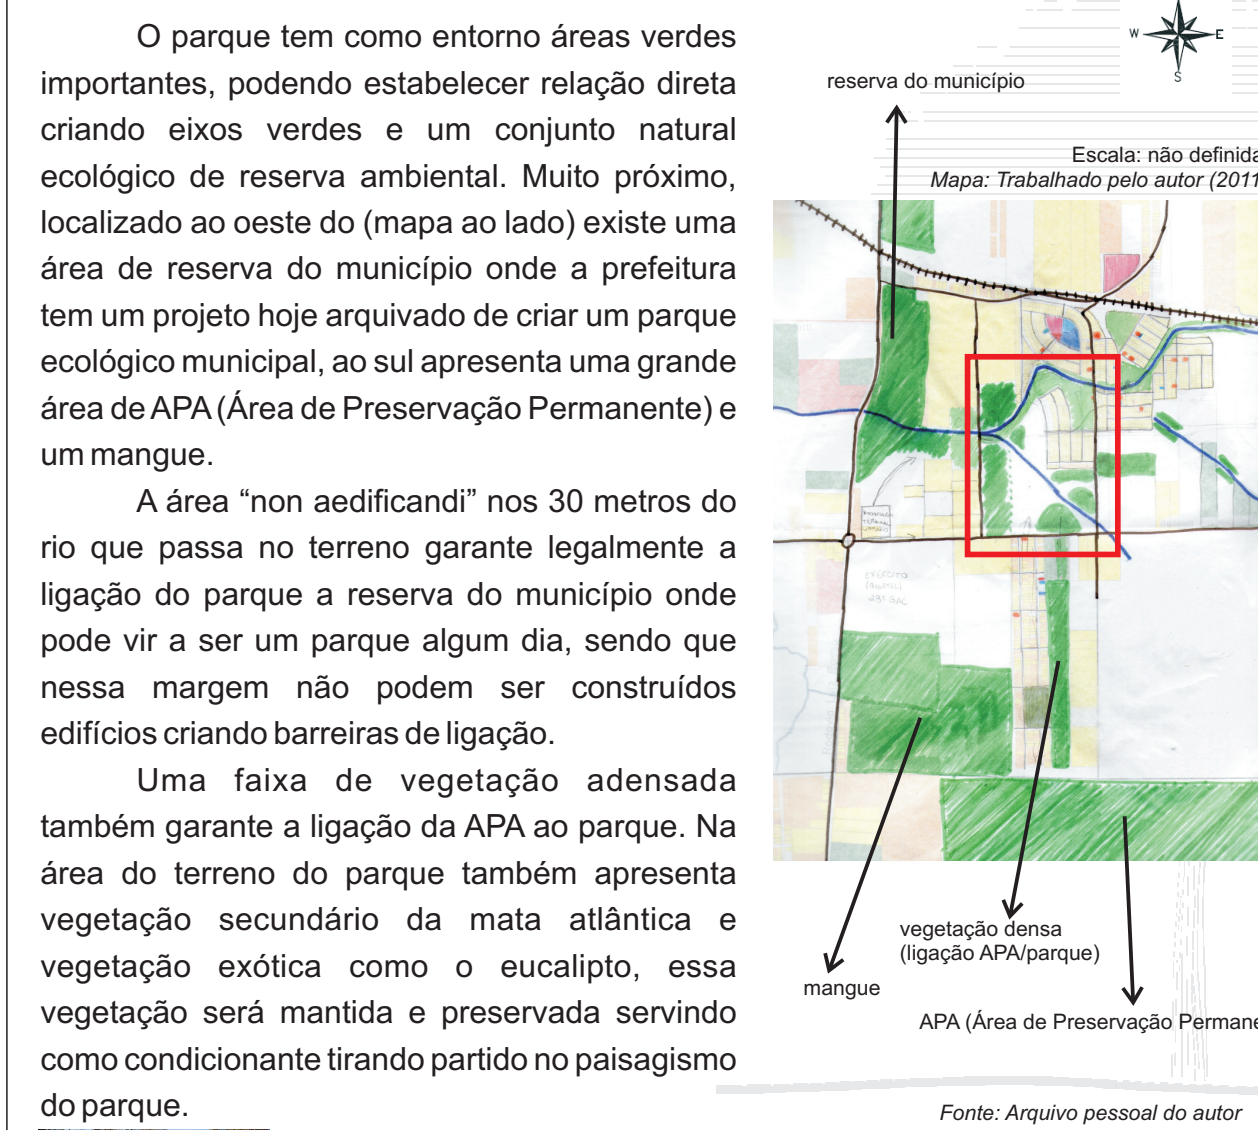 O parque tem como entorno áreas verdes
importantes, podendo estabelecer relação direta
criando eixos verdes e um conjunto natural
ecológico de reserva ambiental. Muito próximo,
localizado ao oeste do (mapa ao lado) existe uma
área de reserva do município onde a prefeitura
tem um projeto hoje arquivado de criar um parque
ecológico municipal, ao sul apresenta uma grande
área de APA (Área de Preservação Permanente) e
um mangue.
A área “non aedificandi” nos 30 metros do
rio que passa no terreno garante legalmente a
ligação do parque a reserva do município onde
pode vir a ser um parque algum dia, sendo que
nessa margem não podem ser construídos
edifícios criando barreiras de ligação.
Uma faixa de vegetação adensada
também garante a ligação da APA ao parque. Na
área do terreno do parque também apresenta
vegetação secundário da mata atlântica e
vegetação exótica como o eucalipto, essa
vegetação será mantida e preservada servindo
como condicionante tirando partido no paisagismo
do parque.
W E
S
reserva do município
Escala: não definida
Mapa: Trabalhado pelo autor (2011
EXÉRCITO
23º GAC
vegetação densa
(ligação APA/parque)
mangue
APA (Área de Preservação Permane
Fonte: Arquivo pessoal do autor